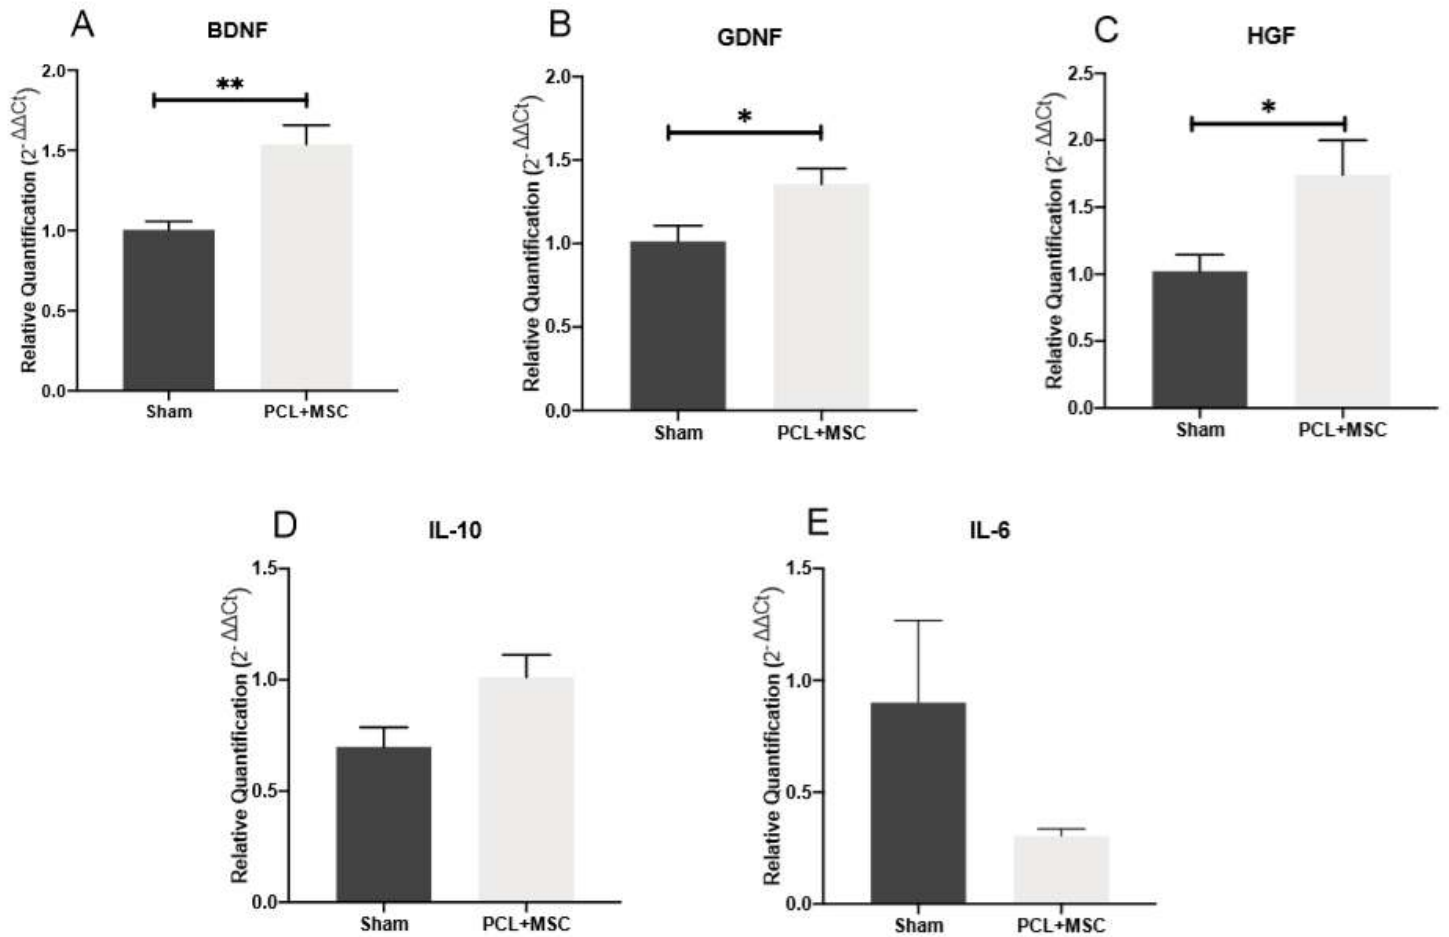 A
BDNF
Relative Quantification (2-ΔΔCt)
2.0
1.5
1.0
0.5
0.0
**
Sham
PCL+MSC
B
GDNF
Relative Quantification (2-ΔΔCt)
2.0
1.5
1.0
0.5
0.0
*
Sham
PCL+MSC
C
HGF
Relative Quantification (2-ΔΔCt)
2.5
2.0
1.5
1.0
0.5
0.0
*
Sham
PCL+MSC
D
IL-10
Relative Quantification (2-ΔΔCt)
1.5
1.0
0.5
0.0
Sham
PCL+MSC
E
IL-6
Relative Quantification (2-ΔΔCt)
1.5
1.0
0.5
0.0
Sham
PCL+MSC